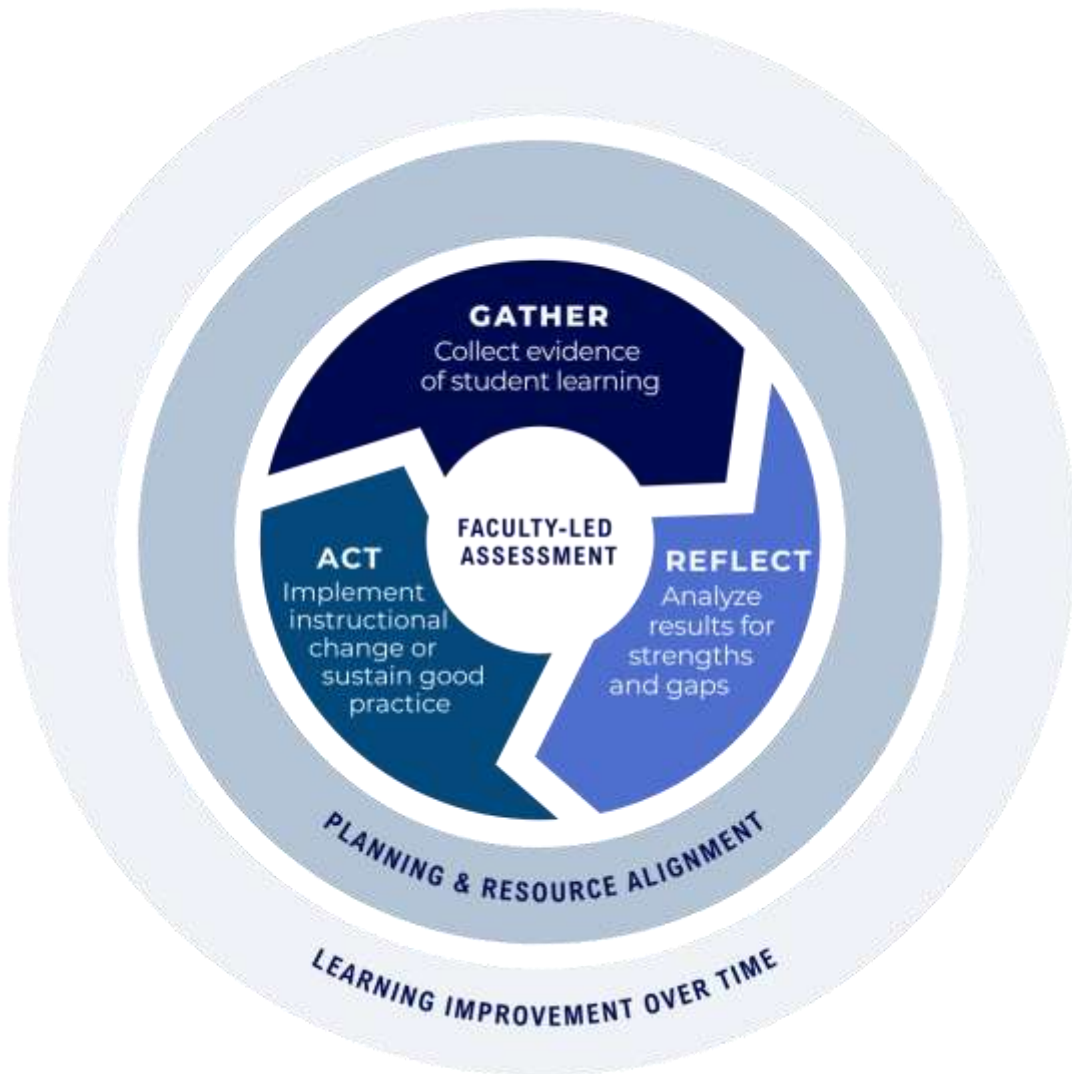 GATHER
Collect evidence
of student learning
FACULTY-LED
ASSESSMENT
REFLECT
Analyze
results for
strengths
and gaps
ACT
Implement
instructional
change or
sustain good
practice
PLANNING & RESOURCE ALIGNMENT
LEARNING IMPROVEMENT OVER TIME